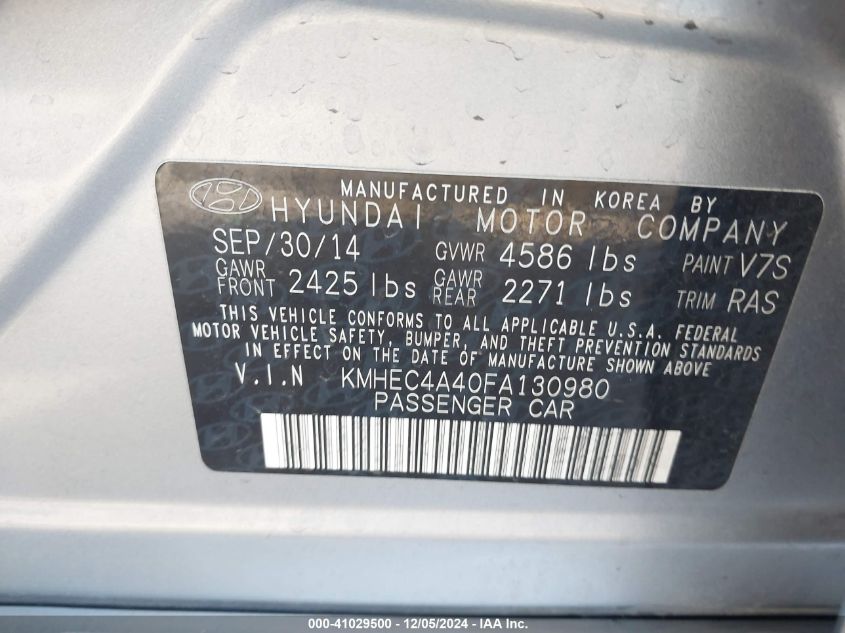 MANUFACTURED IN KOREA BY
HYUNDAI MOTOR COMPANY
SEP/30/14 GVWR 4586 lbs PAINT V7S
GAWR FRONT 2425 lbs GAWR REAR 2271 lbs TRIM RAS
THIS VEHICLE CONFORMS TO ALL APPLICABLE U.S.A. FEDERAL
MOTOR VEHICLE SAFETY, BUMPER, AND THEFT PREVENTION STANDARDS
IN EFFECT ON THE DATE OF MANUFACTURE SHOWN ABOVE
V.I.N KMHEC4A40FA130980
PASSENGER CAR
000-41029500 - 12/05/2024 - IAA Inc.